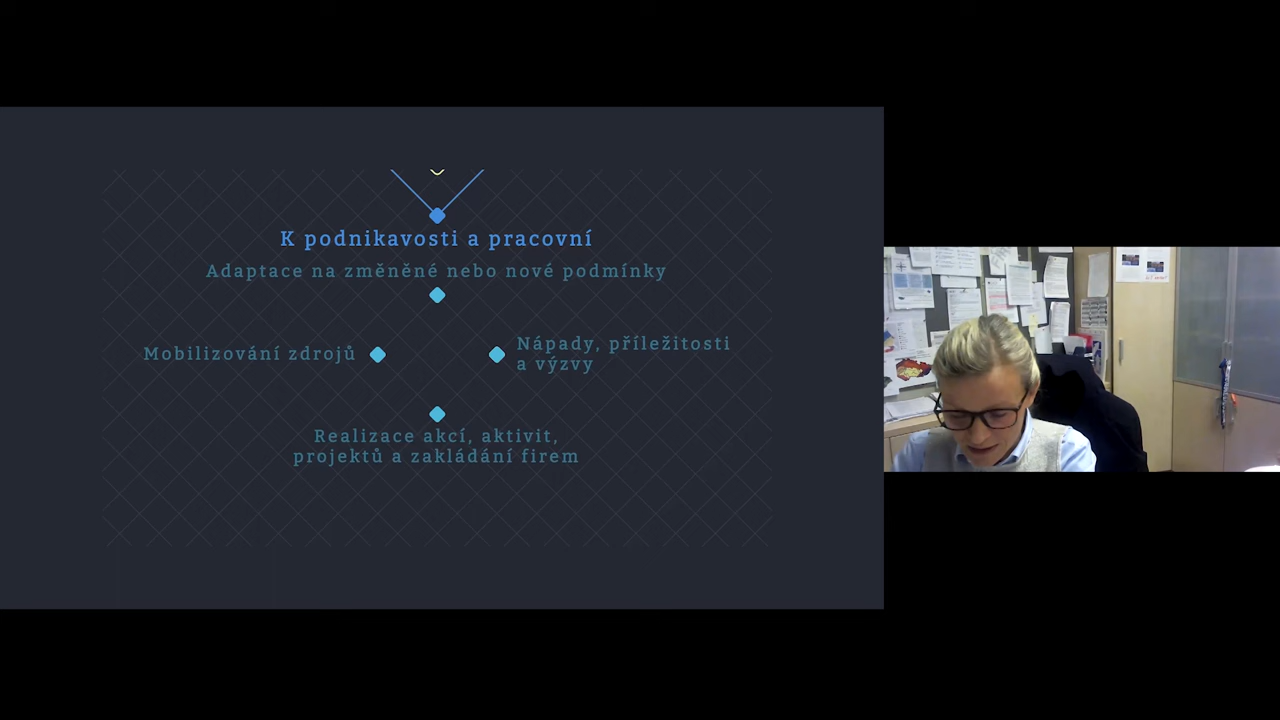 K podnikavosti a pracovní
Adaptace na změněné nebo nové podmínky
Mobilizování zdrojů
Nápady, příležitosti
a výzvy
Realizace akcí, aktivit,
projektů a zakládání firem